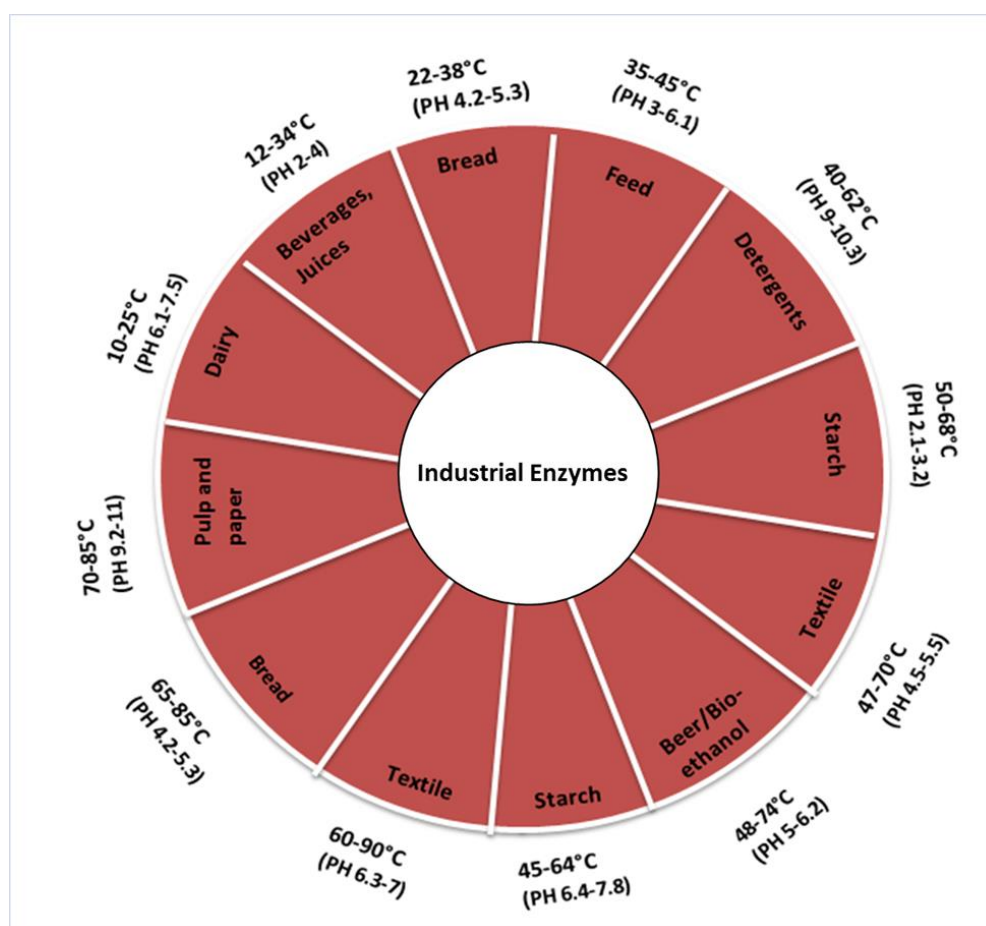 22-38°C
(PH 4.2-5.3)
Bread
35-45°C
(PH 3-6.1)
Feed
40-62°C
(PH 9-10.3)
Detergents
50-68°C
(PH 2.1-3.2)
Starch
47-70°C
(PH 4.5-5.5)
Textile
48-74°C
(PH 5-6.2)
Beer/Bio-
ethanol
45-64°C
(PH 6.4-7.8)
Starch
60-90°C
(PH 6.3-7)
Textile
65-85°C
(PH 4.2-5.3)
Bread
70-85°C
(PH 9.2-11)
Pulp and
paper
10-25°C
(PH 6.1-7.5)
Dairy
12-34°C
(PH 2-4)
Beverages,
Juices
Industrial Enzymes